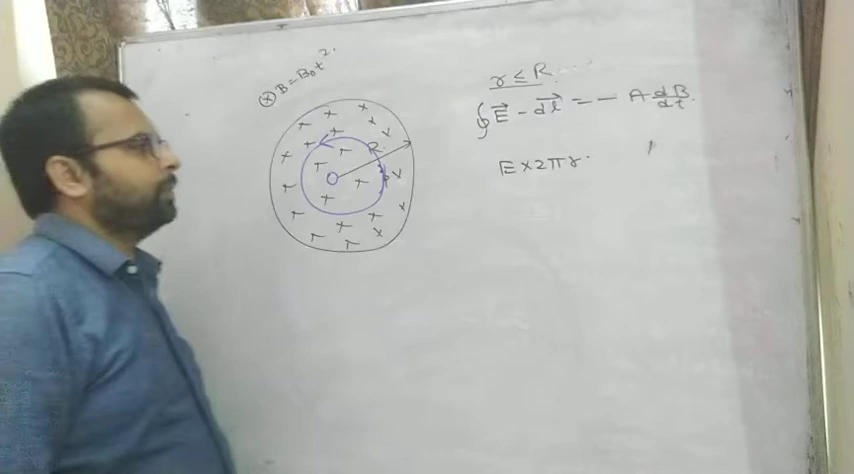 ⊗ B = B₀t².
R
O
r ≤ R
∮ E⃗ - dl⃗ = - A dB/dt.
E × 2πr.